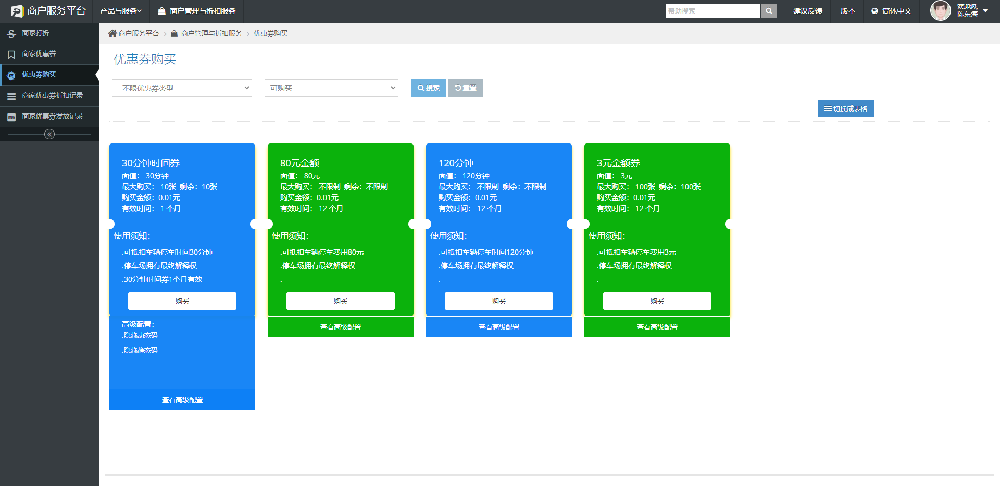 商户服务平台 产品与服务 商户管理与折扣服务 帮助搜索 建议反馈 版本 简体中文 欢迎您,
陈东海
商家打折
商家优惠券
优惠券购买
商家优惠券折扣记录
商家优惠券发放记录
商户服务平台 > 商户管理与折扣服务 > 优惠券购买
优惠券购买
--不限优惠券类型-- 可购买 搜索 重置
切换成表格
30分钟时间券
面值： 30分钟
最大购买： 10张 剩余：10张
购买金额：0.01元
有效时间： 1 个月
使用须知：
.可抵扣车辆停车时间30分钟
.停车场拥有最终解释权
.30分钟时间券1个月有效
购买
高级配置：
.隐藏动态码
.隐藏静态码
查看高级配置
80元金额
面值： 80元
最大购买： 不限制 剩余：不限制
购买金额：0.01元
有效时间： 12 个月
使用须知：
.可抵扣车辆停车费用80元
.停车场拥有最终解释权
.------
购买
查看高级配置
120分钟
面值： 120分钟
最大购买： 不限制 剩余：不限制
购买金额：0.01元
有效时间： 12 个月
使用须知：
.可抵扣车辆停车时间120分钟
.停车场拥有最终解释权
.------
购买
查看高级配置
3元金额券
面值： 3元
最大购买： 100张 剩余：100张
购买金额：0.01元
有效时间： 12 个月
使用须知：
.可抵扣车辆停车费用3元
.停车场拥有最终解释权
.------
购买
查看高级配置